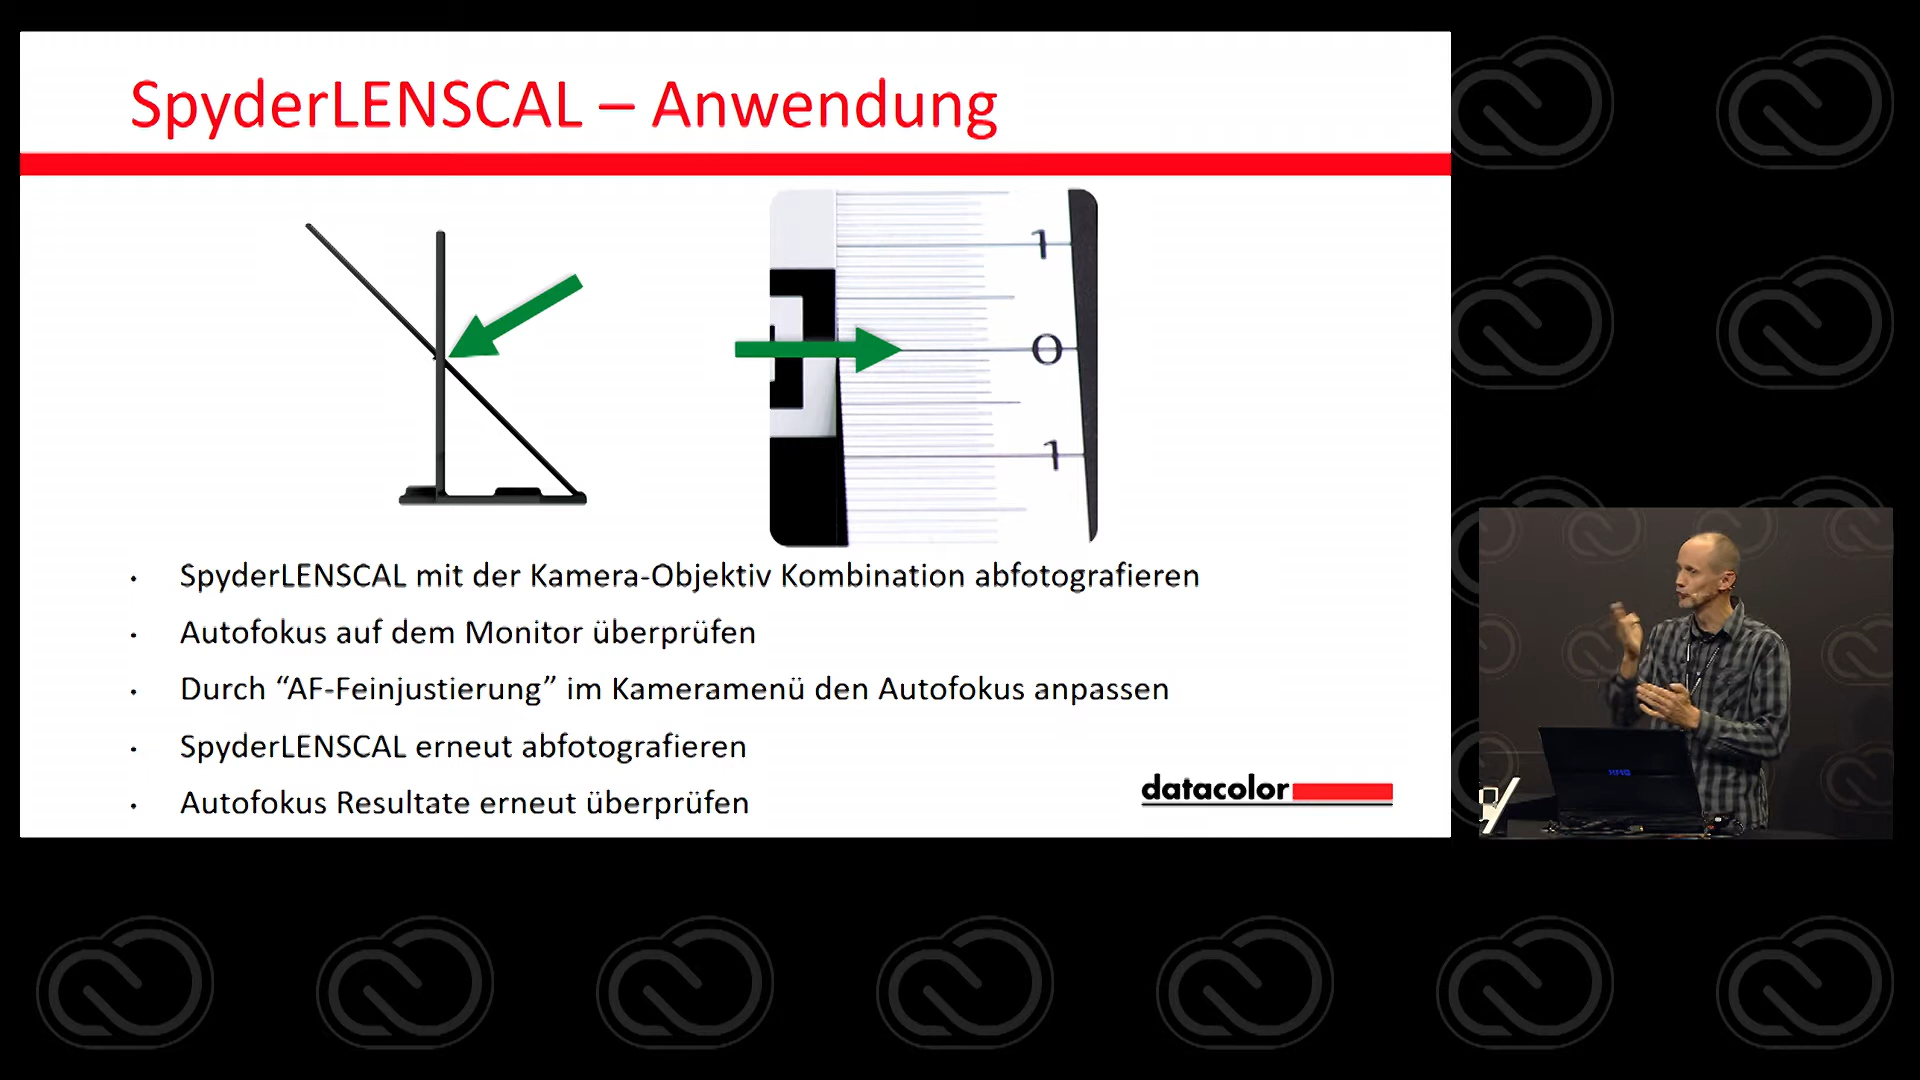 SpyderLENSCAL – Anwendung
1
0
1
• SpyderLENSCAL mit der Kamera-Objektiv Kombination abfotografieren
• Autofokus auf dem Monitor überprüfen
• Durch “AF-Feinjustierung” im Kameramenü den Autofokus anpassen
• SpyderLENSCAL erneut abfotografieren
• Autofokus Resultate erneut überprüfen
datacolor